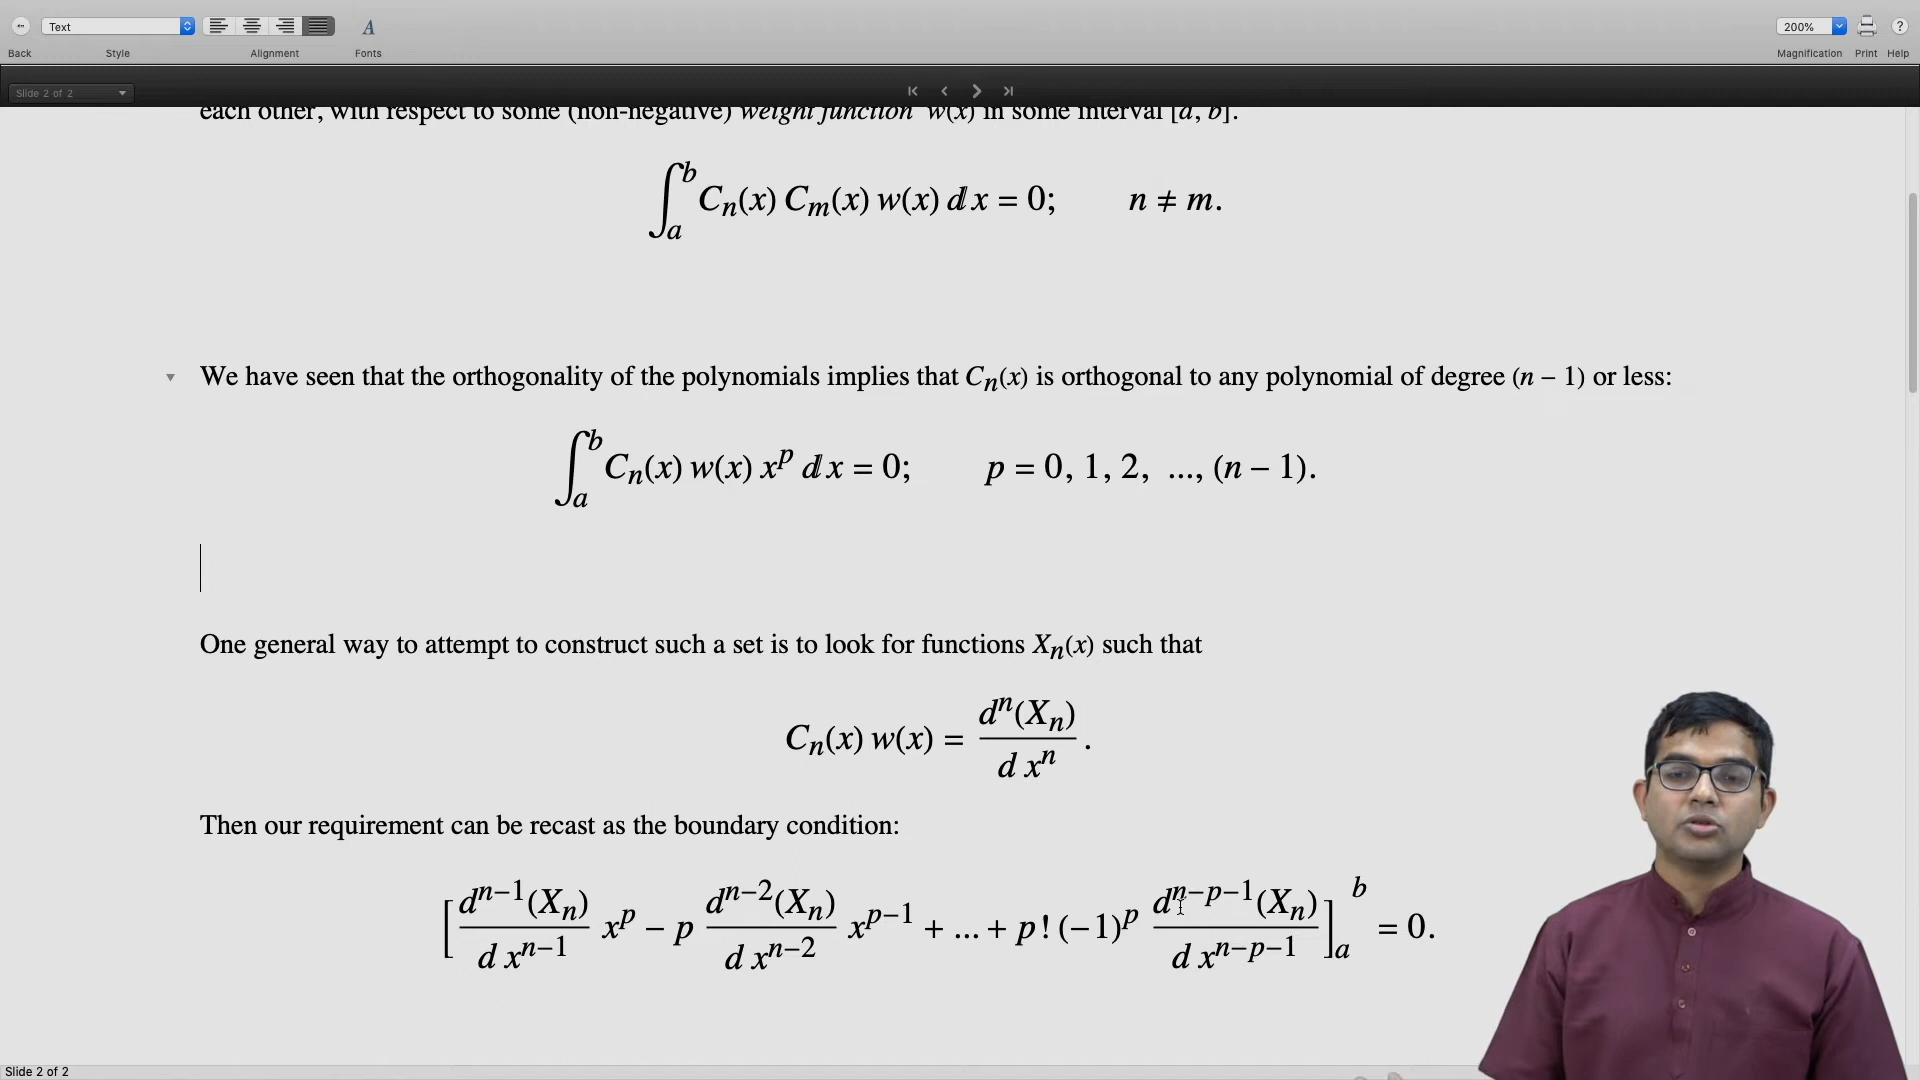 Text
200%
Back
Style
Alignment
Fonts
Magnification
Print
Help
Slide 2 of 2
each other, with respect to some (non-negative) weight function w(x) in some interval [a, b].
∫_a^b C_n(x) C_m(x) w(x) dx = 0; n ≠ m.
We have seen that the orthogonality of the polynomials implies that C_n(x) is orthogonal to any polynomial of degree (n – 1) or less:
∫_a^b C_n(x) w(x) x^p dx = 0; p = 0, 1, 2, ..., (n – 1).
One general way to attempt to construct such a set is to look for functions X_n(x) such that
C_n(x) w(x) = d^n(X_n) / d x^n .
Then our requirement can be recast as the boundary condition:
[ d^{n–1}(X_n) / d x^{n–1} x^p – p d^{n–2}(X_n) / d x^{n–2} x^{p–1} + ... + p! (–1)^p d^{n–p–1}(X_n) / d x^{n–p–1} ]_a^b = 0.
Slide 2 of 2